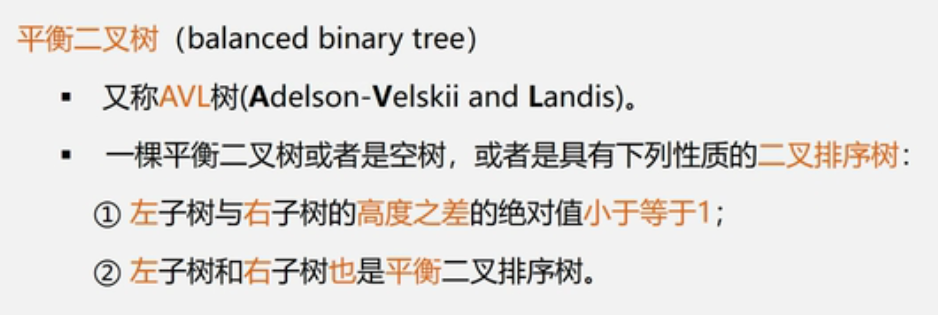 平衡二叉树（balanced binary tree）
▪ 又称AVL树(Adelson-Velskii and Landis)。
▪ 一棵平衡二叉树或者是空树，或者是具有下列性质的二叉排序树：
① 左子树与右子树的高度之差的绝对值小于等于1；
② 左子树和右子树也是平衡二叉排序树。